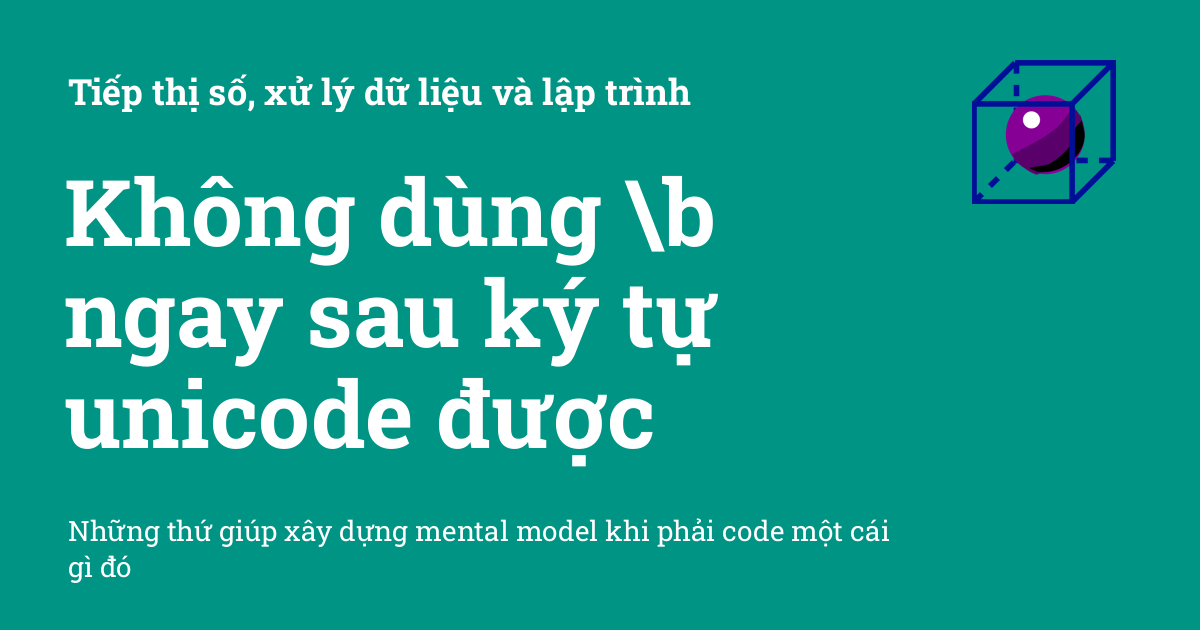 Tiếp thị số, xử lý dữ liệu và lập trình
Không dùng \b
ngay sau ký tự
unicode được
Những thứ giúp xây dựng mental model khi phải code một cái
gì đó